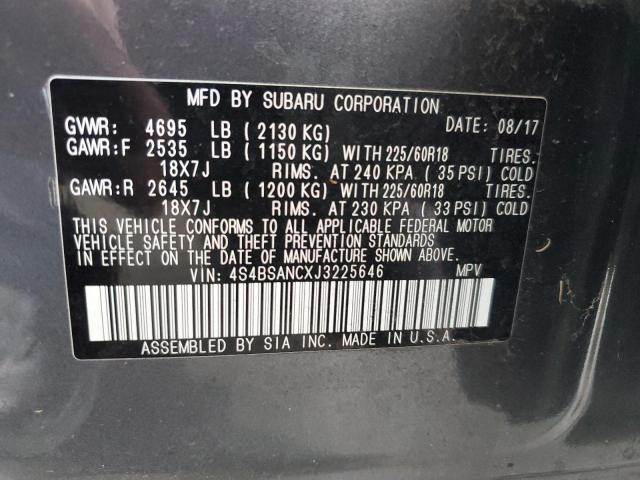 MFD BY SUBARU CORPORATION
GVWR: 4695 LB (2130 KG) DATE: 08/17
GAWR:F 2535 LB (1150 KG) WITH 225/60R18 TIRES.
18X7J RIMS. AT 240 KPA (35 PSI) COLD
GAWR:R 2645 LB (1200 KG) WITH 225/60R18 TIRES.
18X7J RIMS. AT 230 KPA (33 PSI) COLD
THIS VEHICLE CONFORMS TO ALL APPLICABLE FEDERAL MOTOR
VEHICLE SAFETY AND THEFT PREVENTION STANDARDS
IN EFFECT ON THE DATE OF MANUFACTURE SHOWN ABOVE.
VIN: 4S4BSANCXJ3225646 MPV
ASSEMBLED BY SIA INC. MADE IN U.S.A.